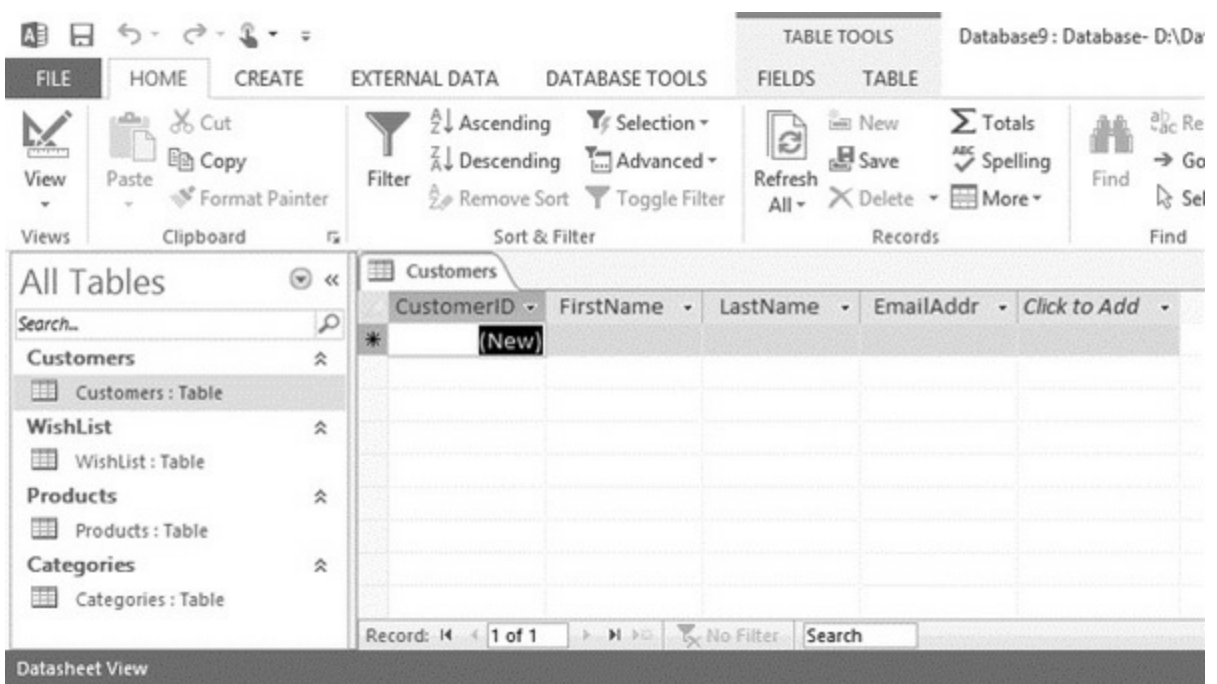 TABLE TOOLS Database9 : Database- D:\Da
FILE HOME CREATE EXTERNAL DATA DATABASE TOOLS FIELDS TABLE
Cut Ascending Selection New Totals Re
View Paste Copy Filter Descending Advanced Refresh All Save Spelling Find Go
Format Painter Remove Sort Toggle Filter Delete More Sel
Views Clipboard Sort & Filter Records Find
All Tables
Search...
Customers
Customers : Table
WishList
WishList : Table
Products
Products : Table
Categories
Categories : Table
Customers
CustomerID FirstName LastName EmailAddr Click to Add
(New)
Record: 1 of 1 No Filter Search
Datasheet View